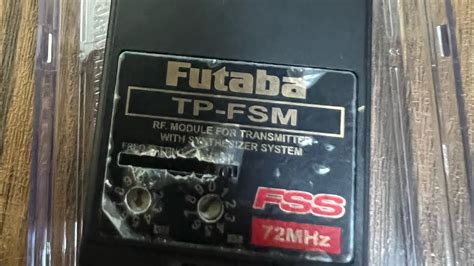 Futaba
TP-FSM
RF. MODULE FOR TRANSMITTER
WITH SYNTHESIZER SYSTEM
FSS
72MHz